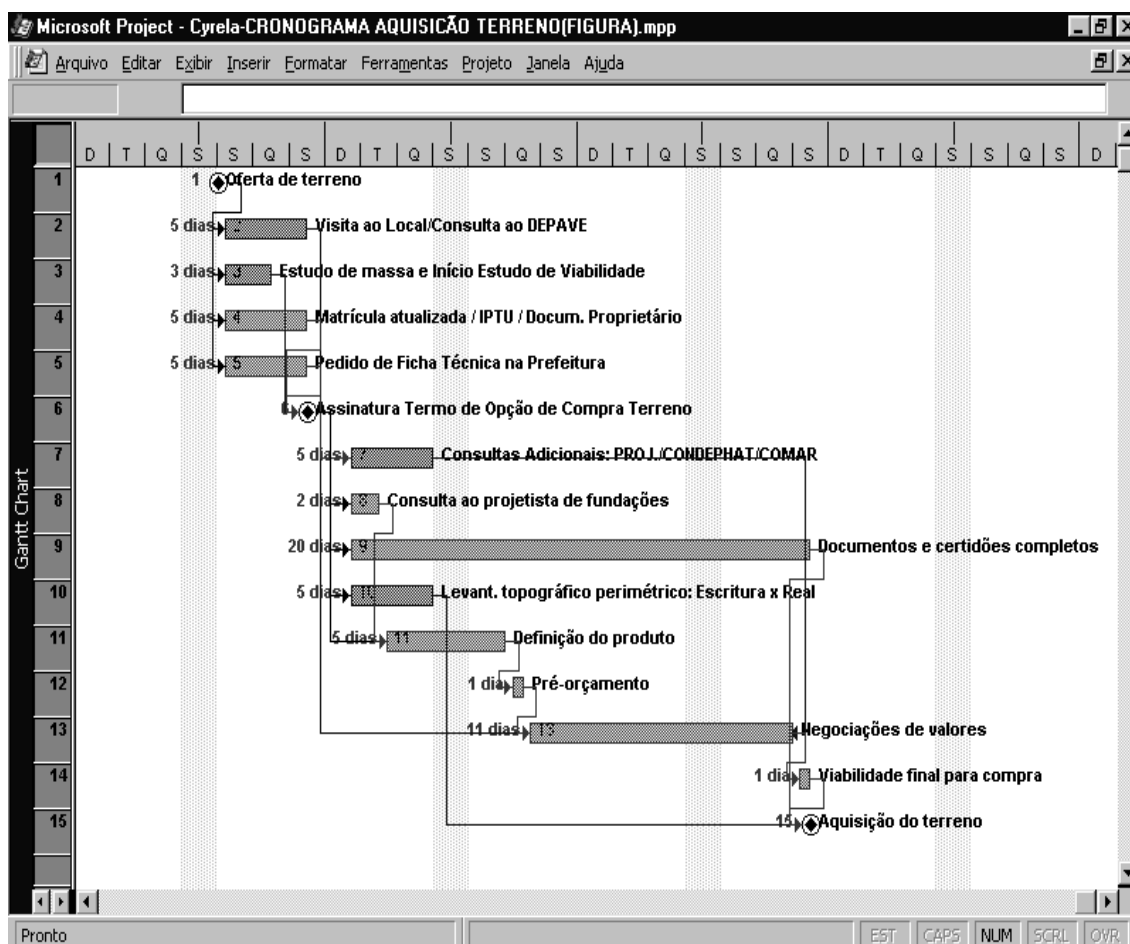 Microsoft Project - Cyrela-CRONOGRAMA AQUISICÃO TERRENO(FIGURA).mpp
Arquivo Editar Exibir Inserir Formatar Ferramentas Projeto Janela Ajuda
D T Q S S Q S D T Q S S Q S D T Q S S Q S D T Q S S Q S D
1 1 Oferta de terreno
2 5 dias 2 Visita ao Local/Consulta ao DEPAVE
3 3 dias 3 Estudo de massa e Início Estudo de Viabilidade
4 5 dias 4 Matrícula atualizada / IPTU / Docum. Proprietário
5 5 dias 5 Pedido de Ficha Técnica na Prefeitura
6 6 Assinatura Termo de Opção de Compra Terreno
7 5 dias 7 Consultas Adicionais: PROJ./CONDEPHAT/COMAR
8 2 dias 8 Consulta ao projetista de fundações
9 20 dias 9 Documentos e certidões completos
10 5 dias 10 Levant. topográfico perimétrico: Escritura x Real
11 5 dias 11 Definição do produto
12 1 dia Pré-orçamento
13 11 dias 13 Negociações de valores
14 1 dia Viabilidade final para compra
15 15 Aquisição do terreno
Gantt Chart
Pronto EST CAPS NUM SCRL OVR